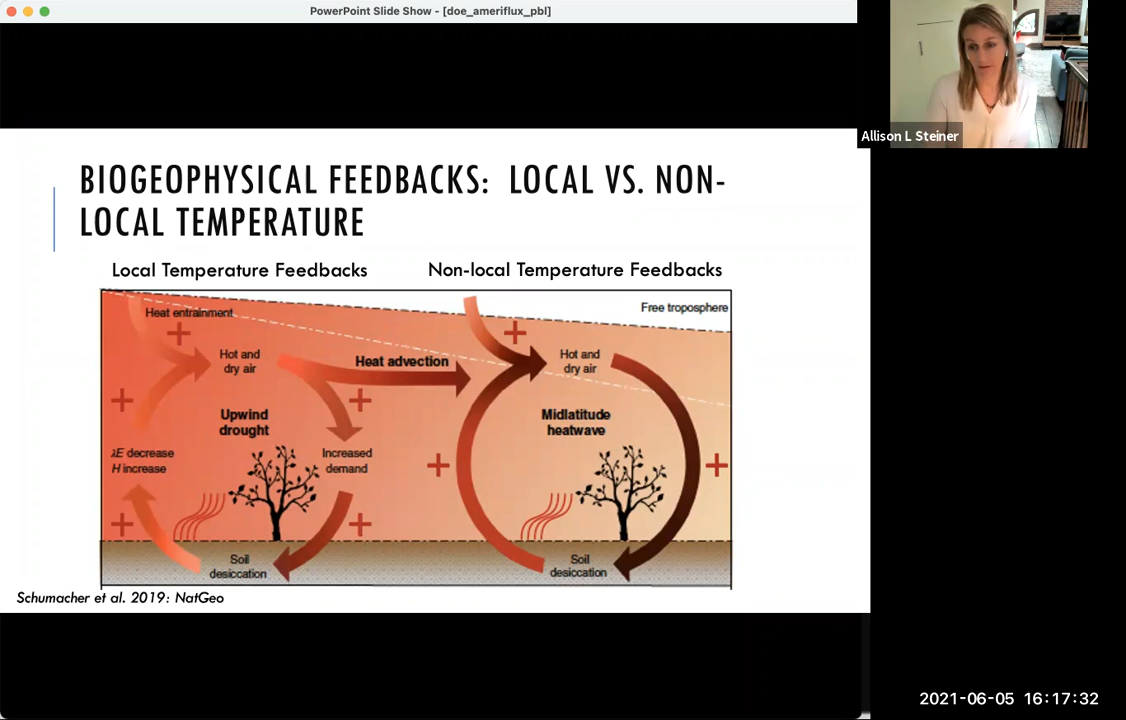 PowerPoint Slide Show - [doe_ameriflux_pbl]
Allison L Steiner
BIOGEOPHYSICAL FEEDBACKS: LOCAL VS. NON-
LOCAL TEMPERATURE
Local Temperature Feedbacks
Non-local Temperature Feedbacks
Heat entrainment
Free troposphere
Hot and
dry air
Heat advection
Hot and
dry air
Upwind
drought
Midlatitude
heatwave
λE decrease
H increase
Increased
demand
Soil
desiccation
Soil
desiccation
Schumacher et al. 2019: NatGeo
2021-06-05 16:17:32